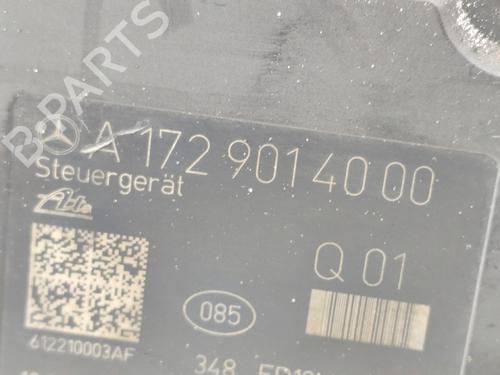 B-PARTS
A 172 901 40 00
Steuergerät
Ate
Q 01
085
612210003AF
348